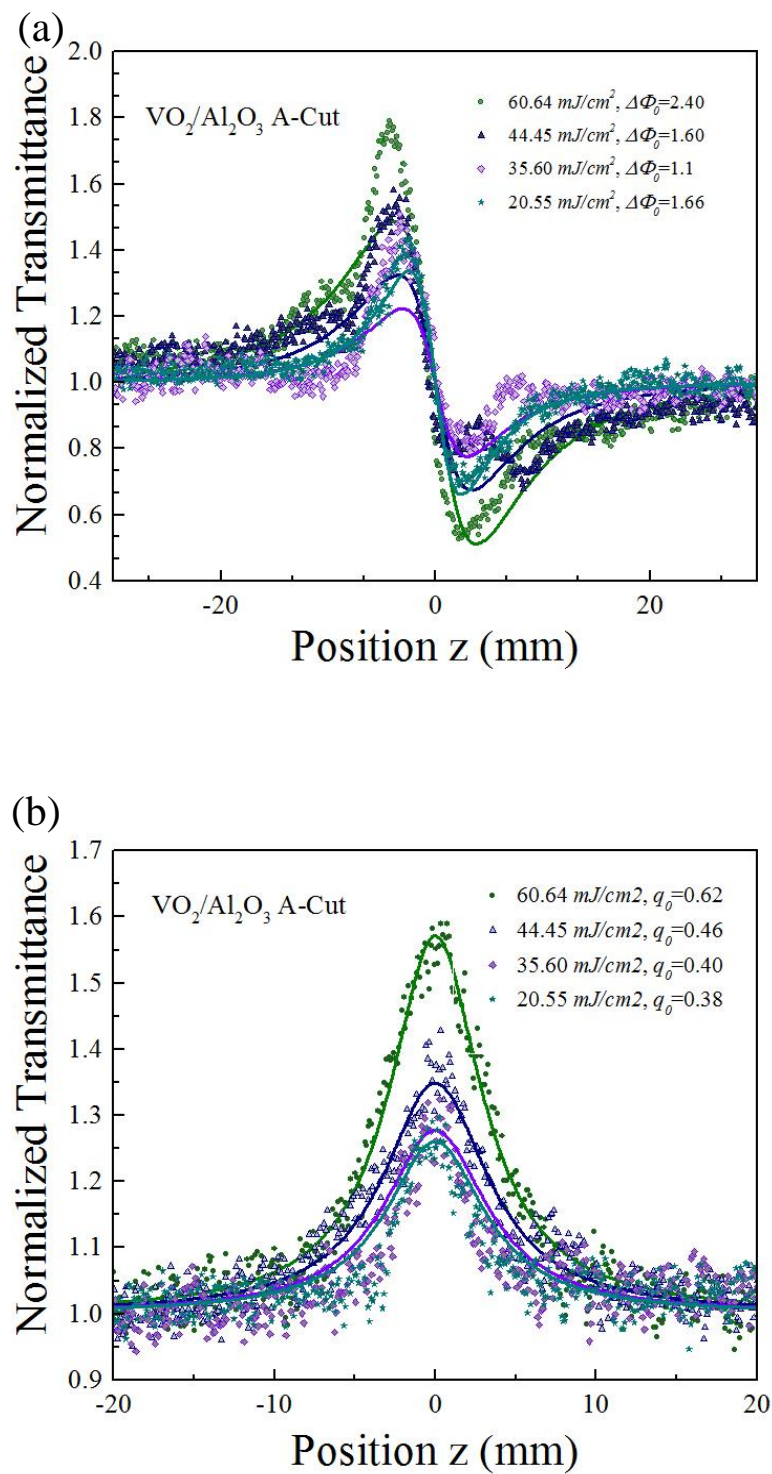 (a)
2.0
VO2/Al2O3 A-Cut
60.64 mJ/cm², ΔΦ0=2.40
1.8
44.45 mJ/cm², ΔΦ0=1.60
35.60 mJ/cm², ΔΦ0=1.1
1.6
20.55 mJ/cm², ΔΦ0=1.66
1.4
1.2
1.0
0.8
0.6
0.4
Normalized Transmittance
-20 0 20
Position z (mm)
(b)
1.7
VO2/Al2O3 A-Cut
60.64 mJ/cm2, q0=0.62
1.6
44.45 mJ/cm2, q0=0.46
35.60 mJ/cm2, q0=0.40
1.5
20.55 mJ/cm2, q0=0.38
1.4
1.3
1.2
1.1
1.0
0.9
Normalized Transmittance
-20 -10 0 10 20
Position z (mm)